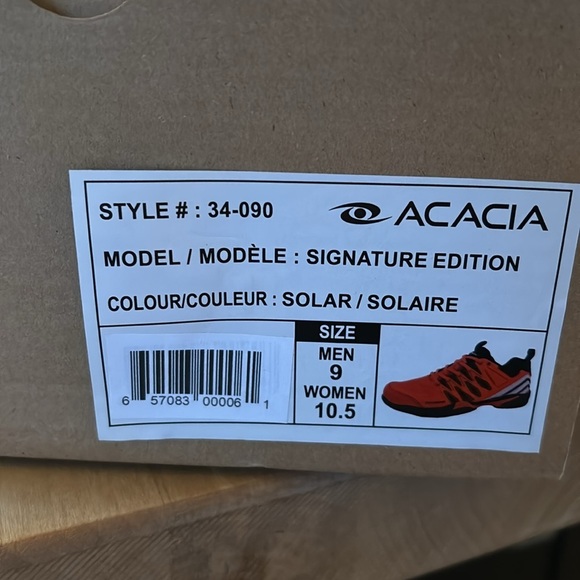 STYLE # : 34-090
ACACIA
MODEL / MODÈLE : SIGNATURE EDITION
COLOUR/COULEUR : SOLAR / SOLAIRE
SIZE
MEN
9
WOMEN
10.5
6 57083 00006 1